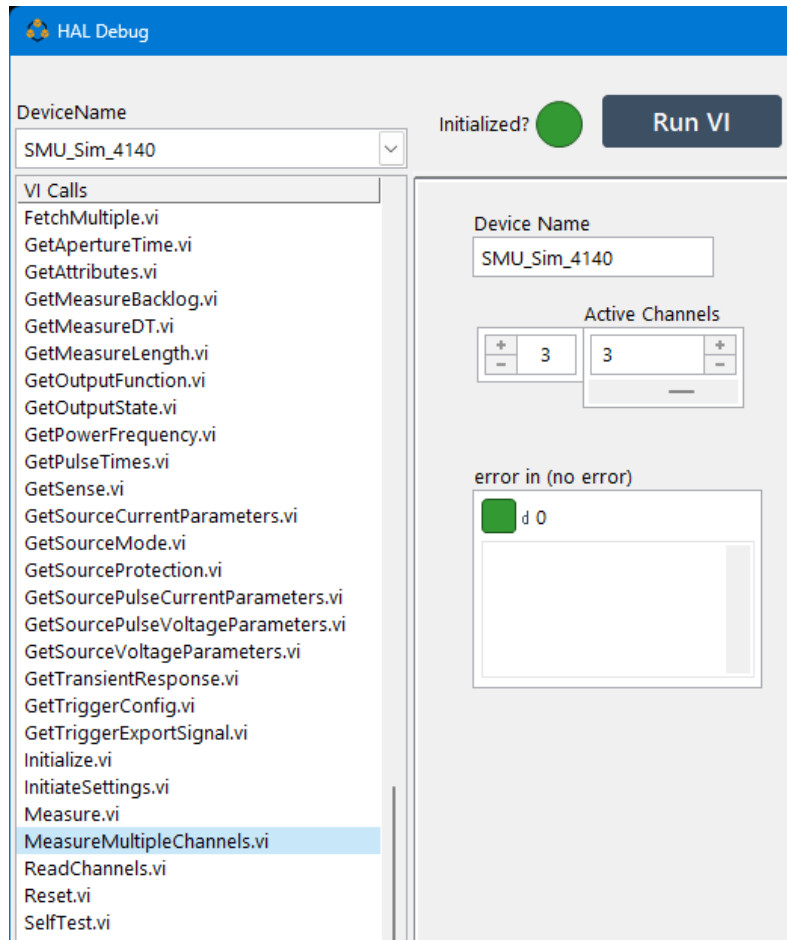 HAL Debug
DeviceName
SMU_Sim_4140
Initialized?
Run VI
VI Calls
FetchMultiple.vi
GetApertureTime.vi
GetAttributes.vi
GetMeasureBacklog.vi
GetMeasureDT.vi
GetMeasureLength.vi
GetOutputFunction.vi
GetOutputState.vi
GetPowerFrequency.vi
GetPulseTimes.vi
GetSense.vi
GetSourceCurrentParameters.vi
GetSourceMode.vi
GetSourceProtection.vi
GetSourcePulseCurrentParameters.vi
GetSourcePulseVoltageParameters.vi
GetSourceVoltageParameters.vi
GetTransientResponse.vi
GetTriggerConfig.vi
GetTriggerExportSignal.vi
Initialize.vi
InitiateSettings.vi
Measure.vi
MeasureMultipleChannels.vi
ReadChannels.vi
Reset.vi
SelfTest.vi
Device Name
SMU_Sim_4140
Active Channels
3 3
error in (no error)
d 0